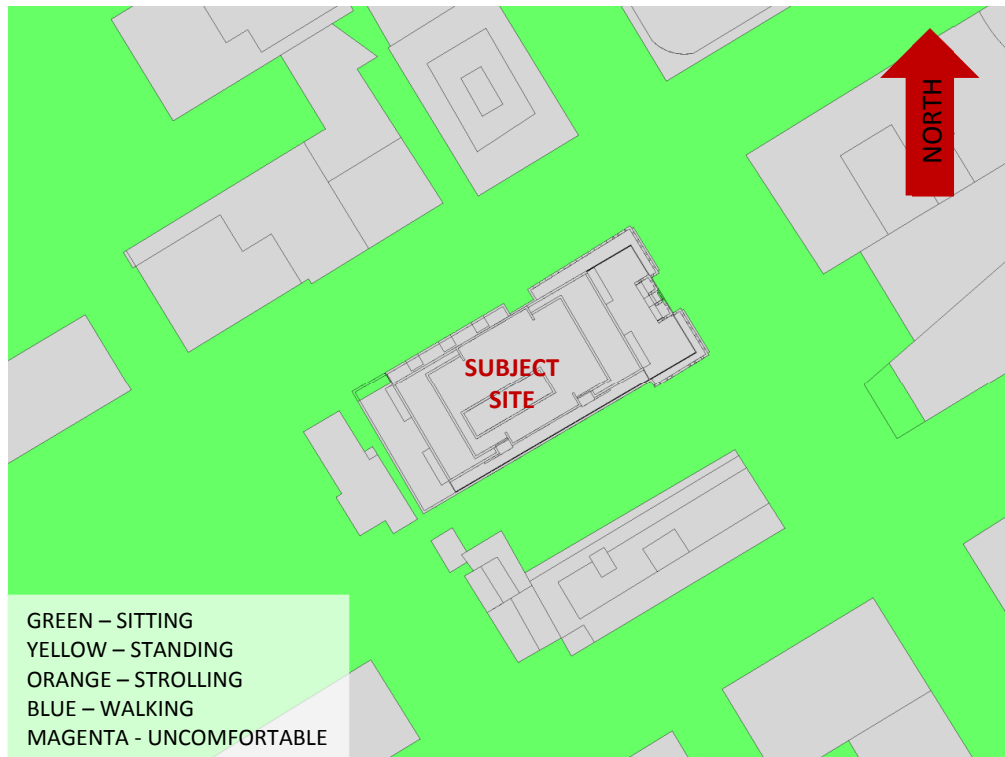 NORTH
SUBJECT
SITE
GREEN – SITTING
YELLOW – STANDING
ORANGE – STROLLING
BLUE – WALKING
MAGENTA - UNCOMFORTABLE